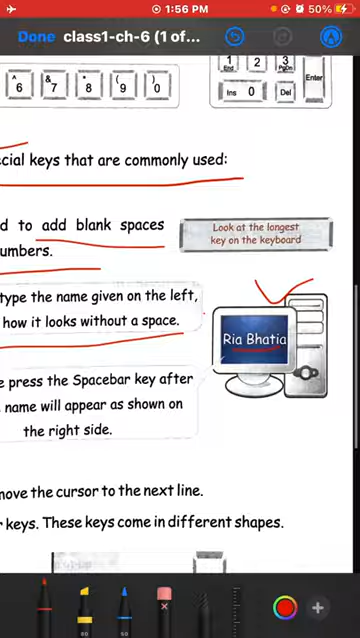 1:56 PM
50%
Done class1-ch-6 (1 of...
^ 6 & 7 * 8 ( 9 ) 0
1 End 2 3 PgDn Enter
Ins 0 Del
ecial keys that are commonly used:
d to add blank spaces
umbers.
Look at the longest
key on the keyboard
type the name given on the left,
how it looks without a space.
Ria Bhatia
e press the Spacebar key after
name will appear as shown on
the right side.
move the cursor to the next line.
r keys. These keys come in different shapes.
80
50